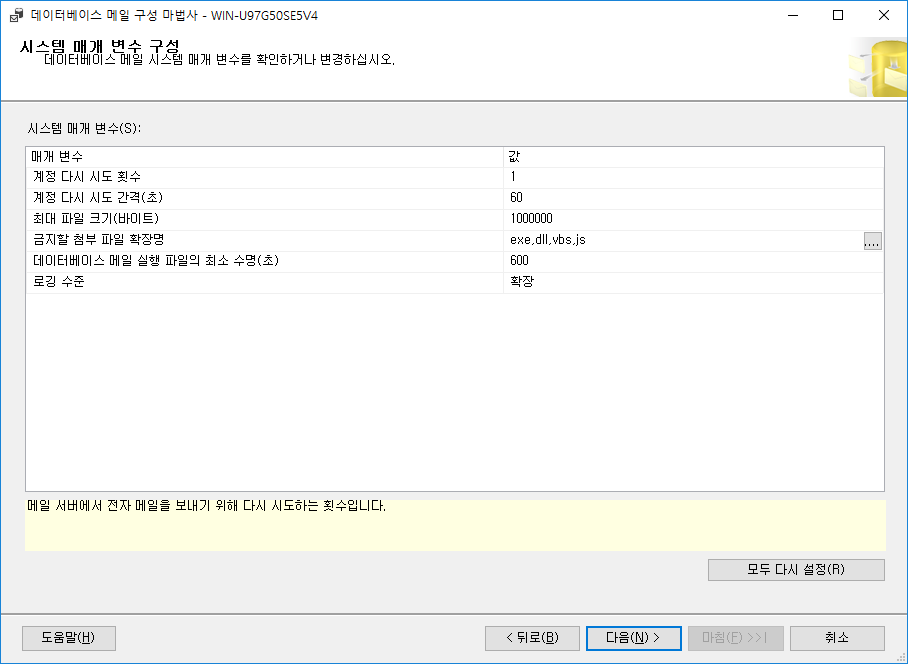 데이터베이스 메일 구성 마법사 - WIN-U97G50SE5V4
시스템 매개 변수 구성
데이터베이스 메일 시스템 매개 변수를 확인하거나 변경하십시오.
시스템 매개 변수(S):
매개 변수 값
계정 다시 시도 횟수 1
계정 다시 시도 간격(초) 60
최대 파일 크기(바이트) 1000000
금지할 첨부 파일 확장명 exe,dll,vbs,js ....
데이터베이스 메일 실행 파일의 최소 수명(초) 600
로깅 수준 확장
메일 서버에서 전자 메일을 보내기 위해 다시 시도하는 횟수입니다.
모두 다시 설정(R)
도움말(H) < 뒤로(B) 다음(N) > 마침(F) >>| 취소